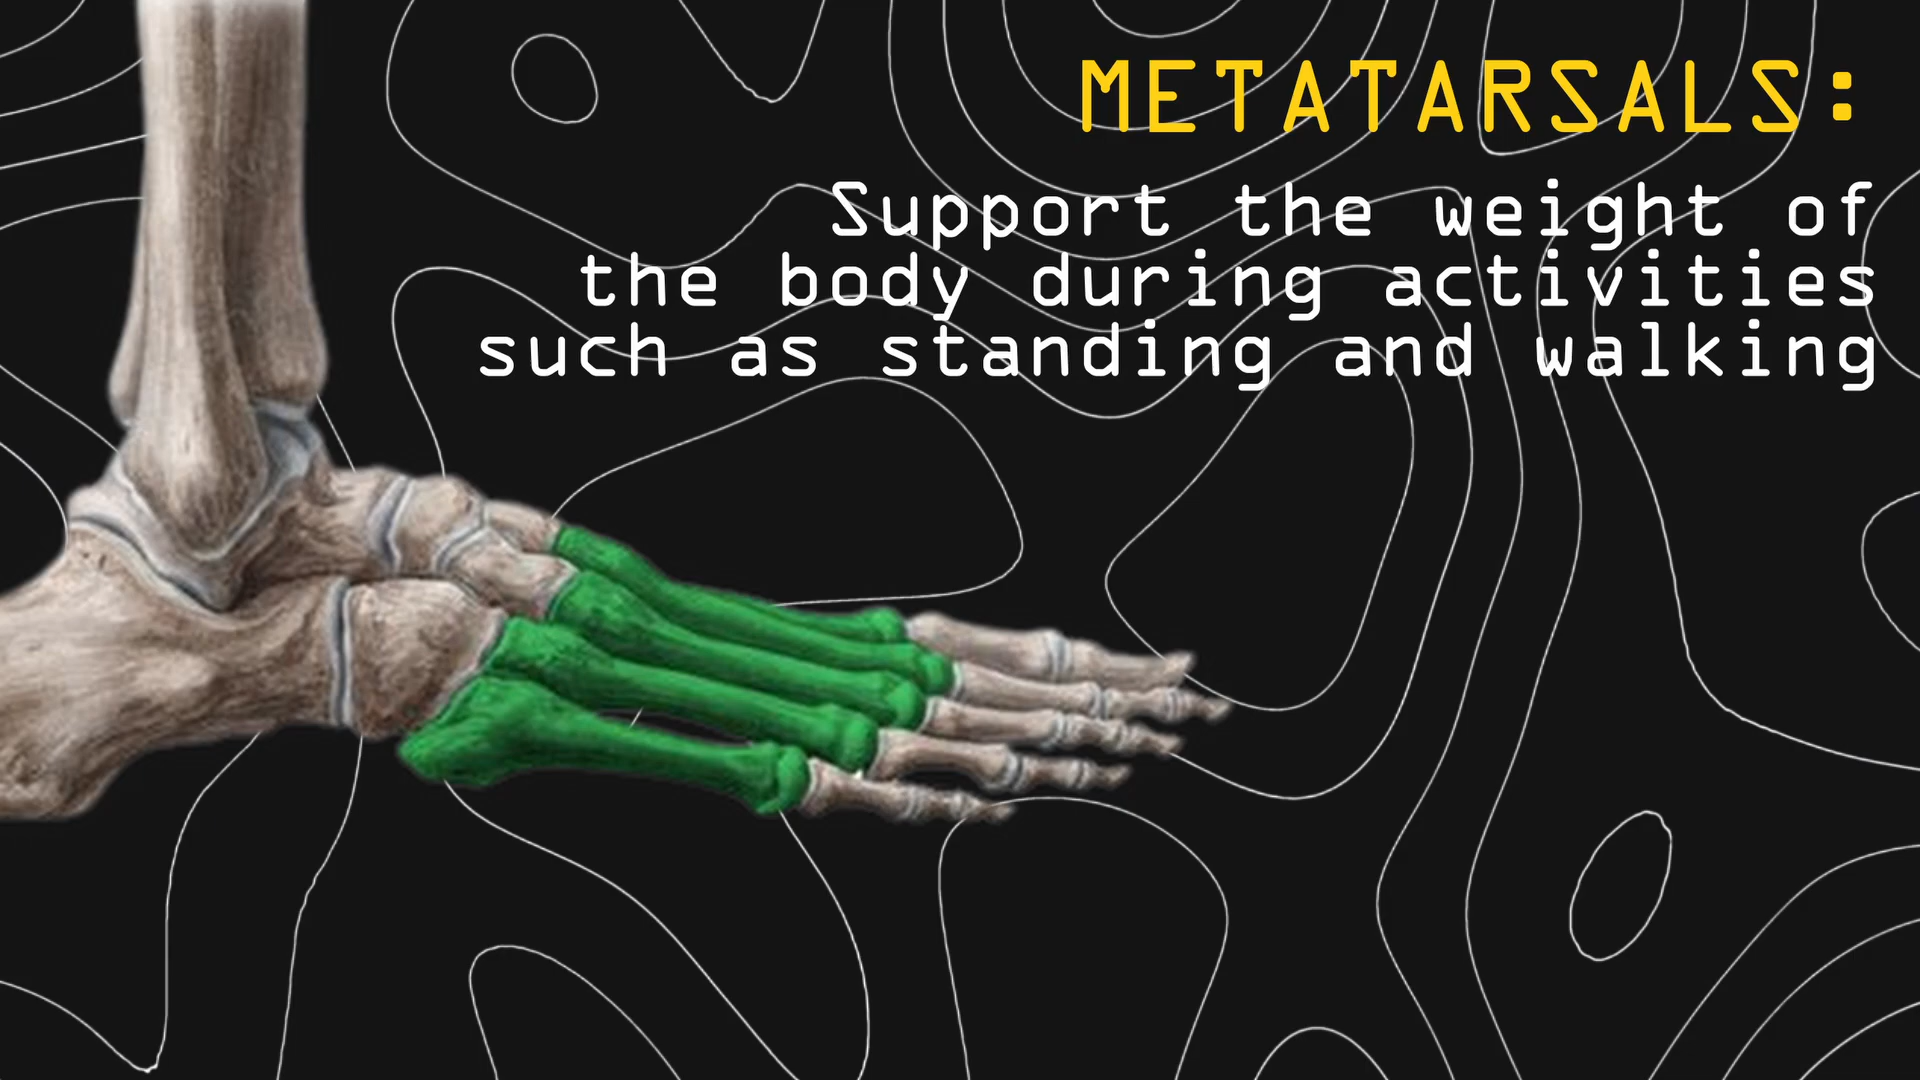 METATARSALS:
Support the weight of
the body during activities
such as standing and walking